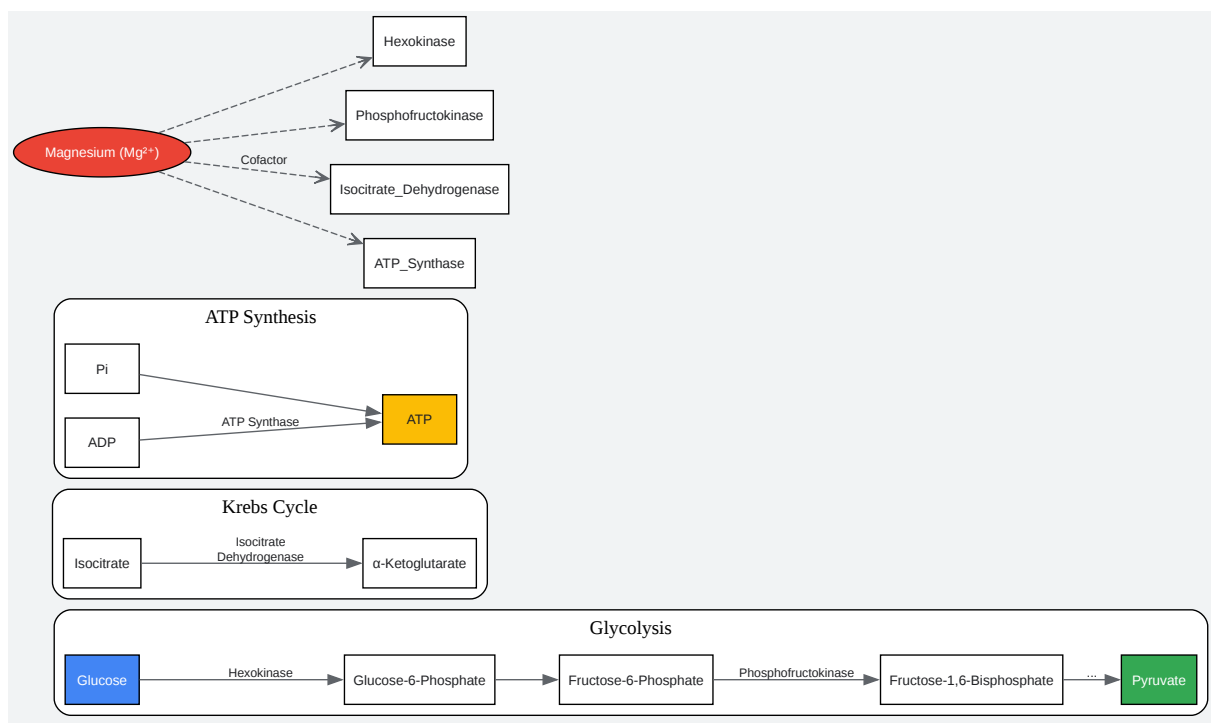 Hexokinase
Phosphofructokinase
Magnesium (Mg²⁺)
Cofactor
Isocitrate_Dehydrogenase
ATP_Synthase
ATP Synthesis
Pi
ATP Synthase
ATP
ADP
Krebs Cycle
Isocitrate
Isocitrate
Dehydrogenase
α-Ketoglutarate
Glycolysis
Glucose
Hexokinase
Glucose-6-Phosphate
Fructose-6-Phosphate
Phosphofructokinase
Fructose-1,6-Bisphosphate
...
Pyruvate